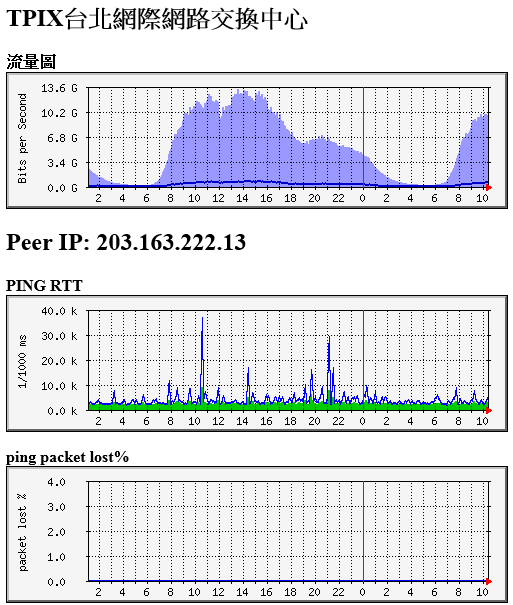 TPIX台北網際網路交換中心
流量圖
Bits per Second
13.6 G
10.2 G
6.8 G
3.4 G
0.0 G
2 4 6 8 10 12 14 16 18 20 22 0 2 4 6 8 10
Peer IP: 203.163.222.13
PING RTT
1/1000 ms
40.0 k
30.0 k
20.0 k
10.0 k
0.0 k
2 4 6 8 10 12 14 16 18 20 22 0 2 4 6 8 10
ping packet lost%
packet lost %
4.0
3.0
2.0
1.0
0.0
2 4 6 8 10 12 14 16 18 20 22 0 2 4 6 8 10